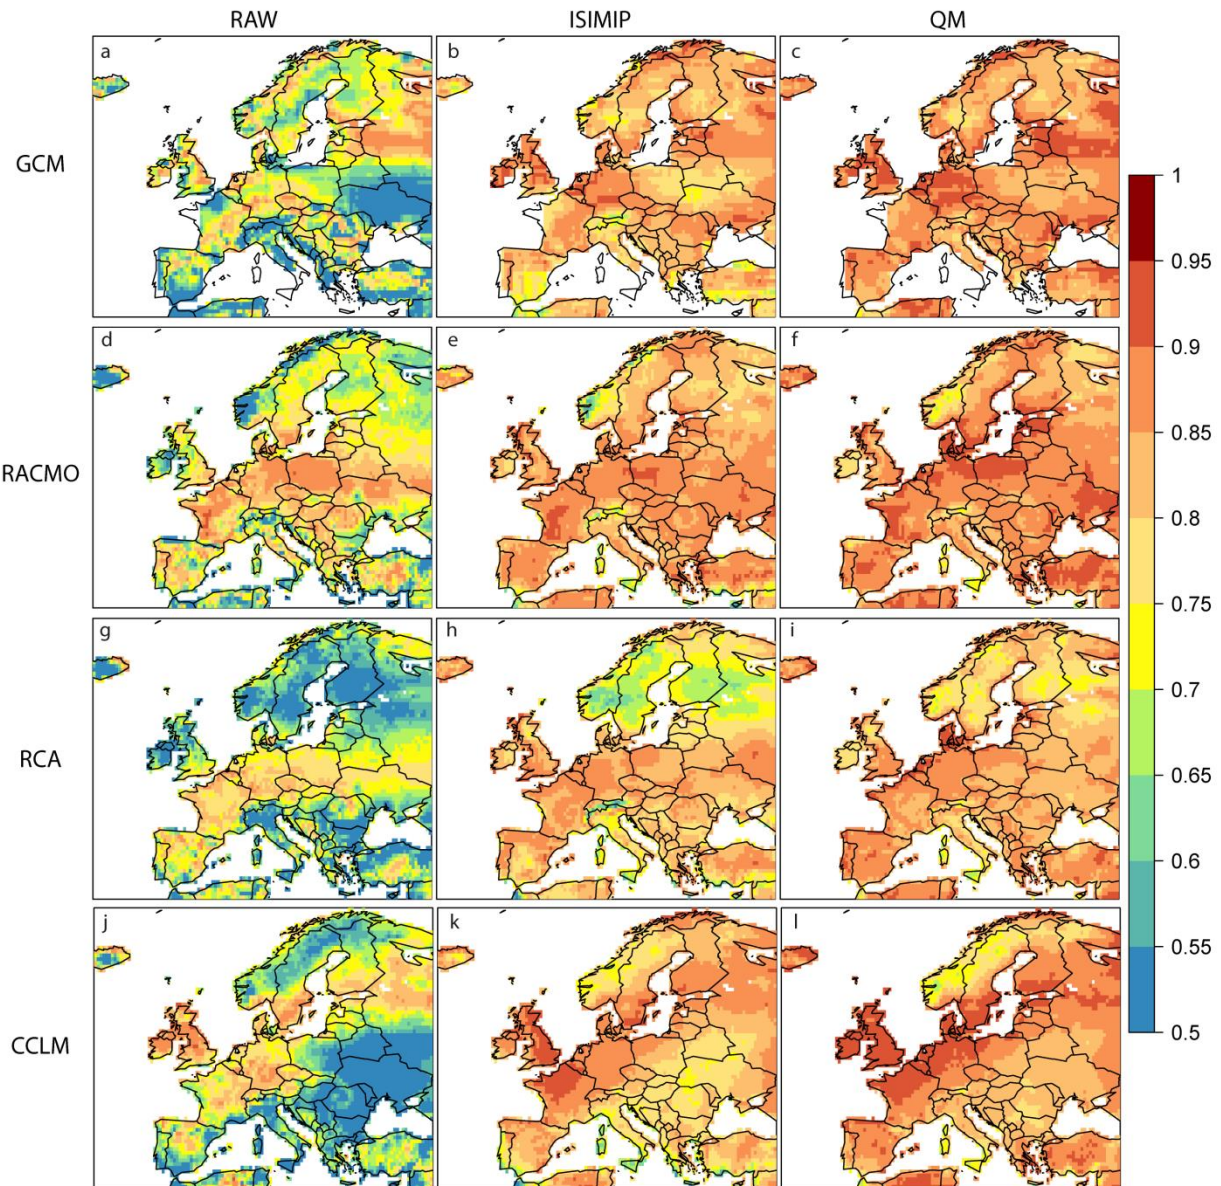 RAW ISIMIP QM
a b c
GCM
1
0.95
d e f
0.9
0.85
RACMO
0.8
0.75
g h i
0.7
0.65
RCA
0.6
0.55
j k l
0.5
CCLM